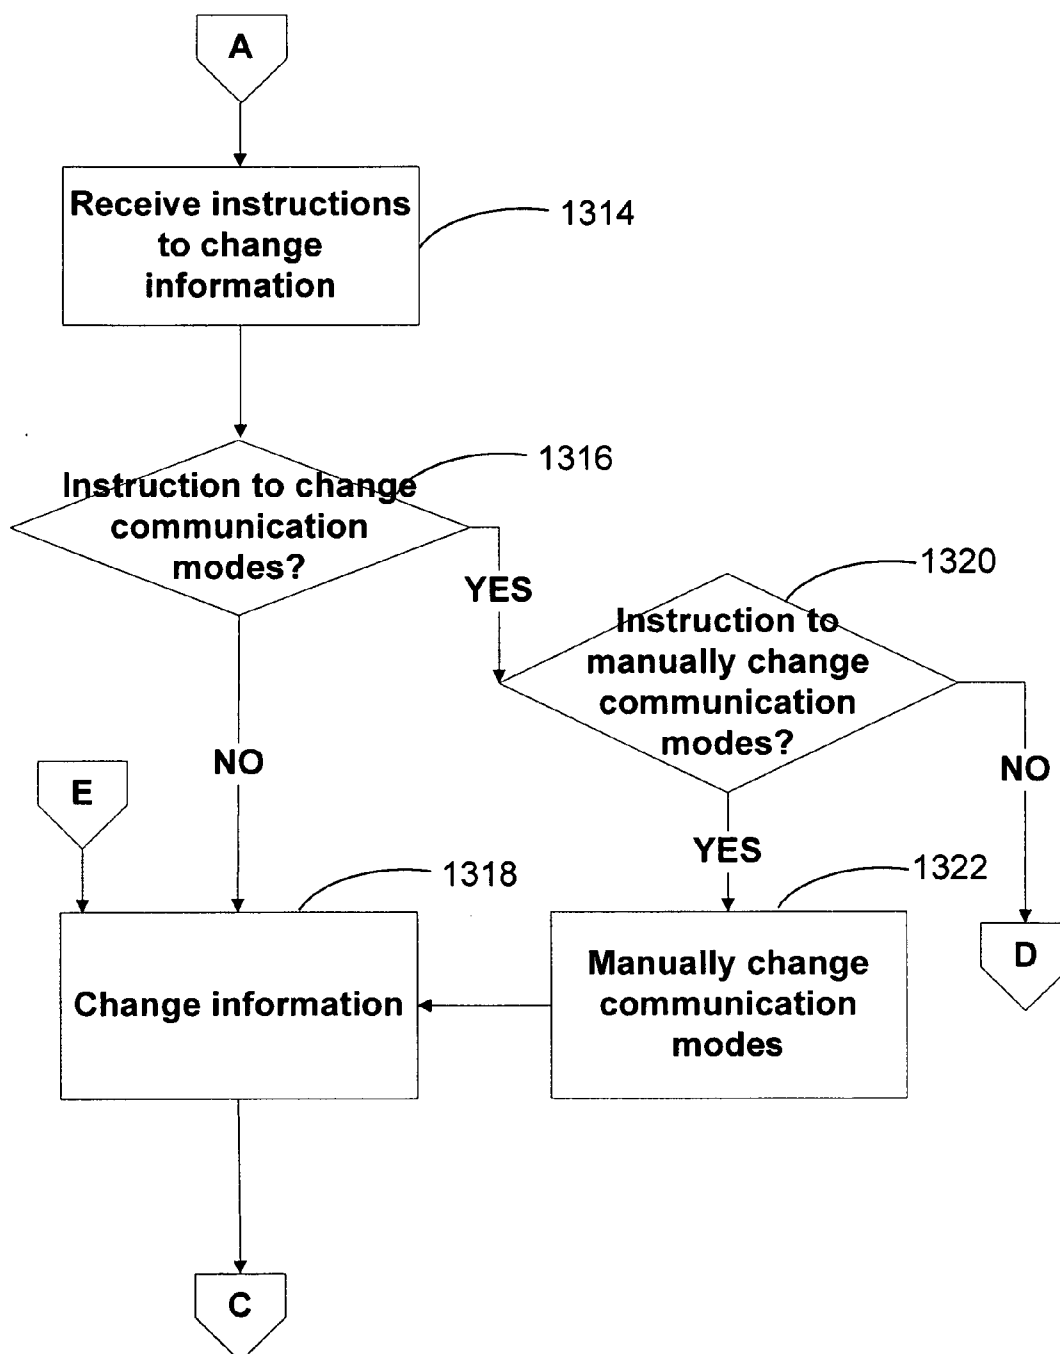 A
Receive instructions
to change
information
1314
Instruction to change
communication
modes?
1316
YES
Instruction to
manually change
communication
modes?
1320
NO
E
NO
YES
Change information
1318
Manually change
communication
modes
1322
D
C